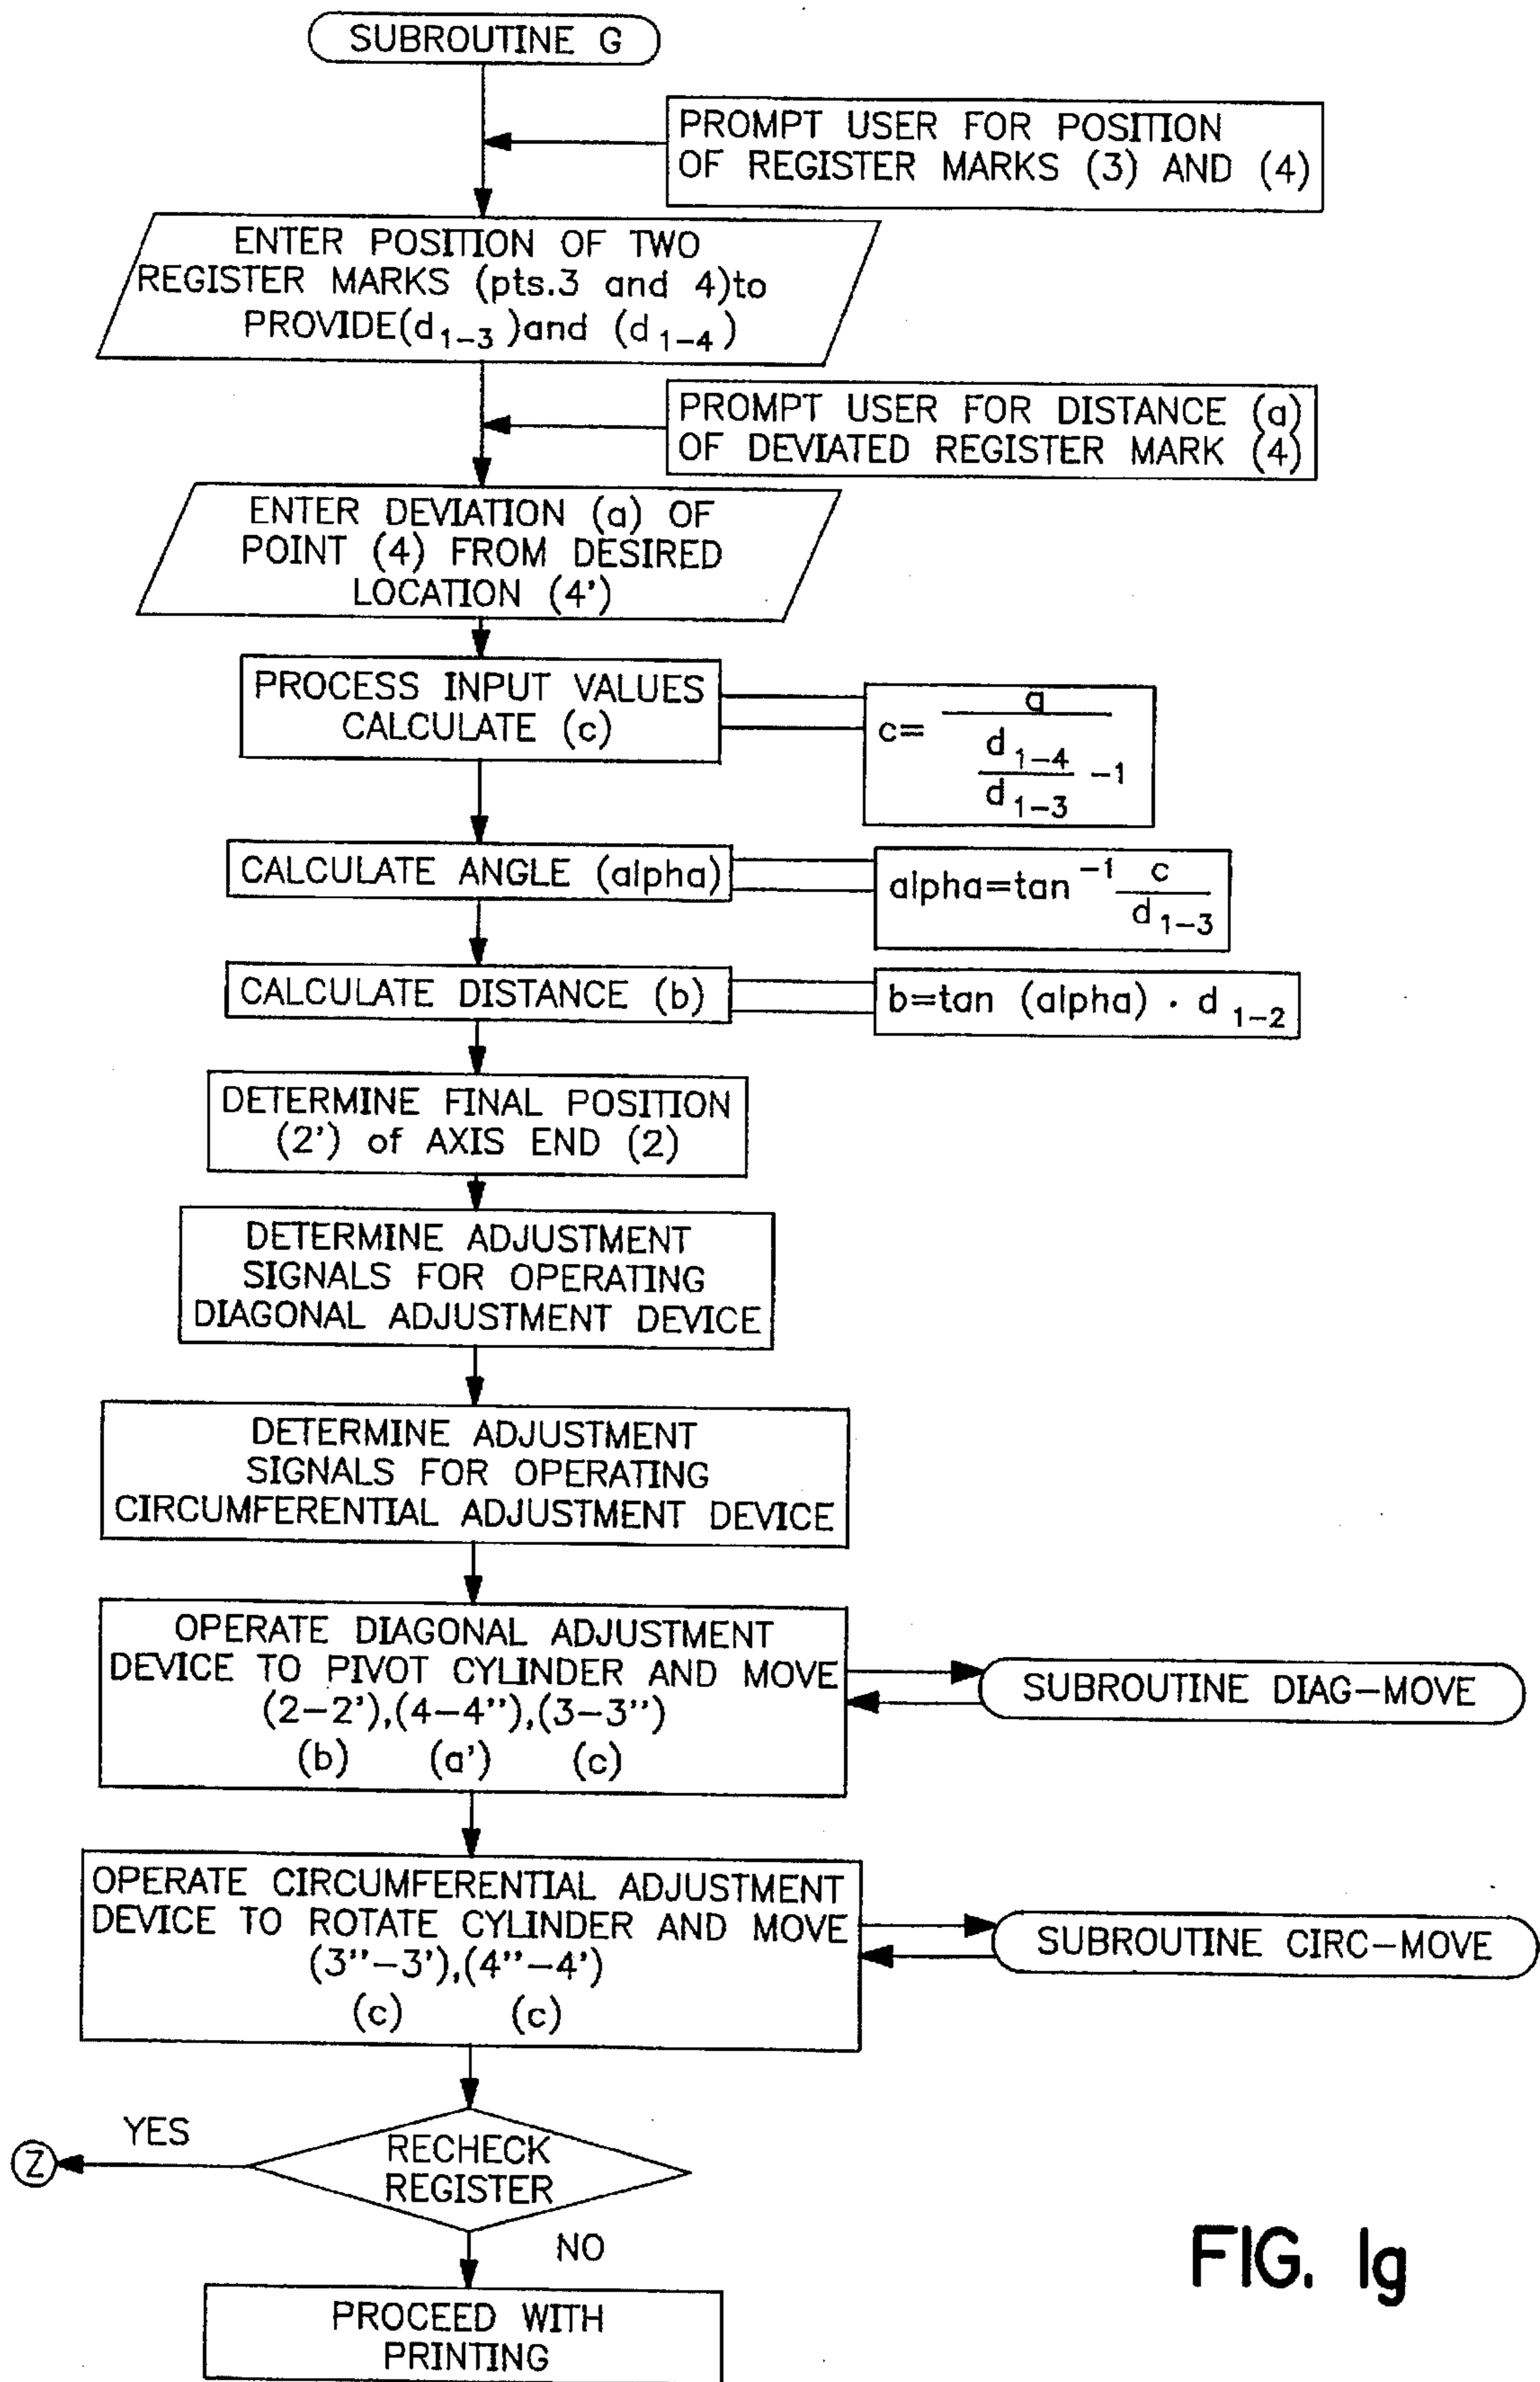 SUBROUTINE G
PROMPT USER FOR POSITION
OF REGISTER MARKS (3) AND (4)
ENTER POSITION OF TWO
REGISTER MARKS (pts.3 and 4)to
PROVIDE(d 1-3 )and (d 1-4 )
PROMPT USER FOR DISTANCE (a)
OF DEVIATED REGISTER MARK (4)
ENTER DEVIATION (a) OF
POINT (4) FROM DESIRED
LOCATION (4')
PROCESS INPUT VALUES
CALCULATE (c)
a
c=
d 1-4
-1
d 1-3
CALCULATE ANGLE (alpha)
alpha=tan -1 c
d 1-3
CALCULATE DISTANCE (b)
b=tan (alpha) · d 1-2
DETERMINE FINAL POSITION
(2') of AXIS END (2)
DETERMINE ADJUSTMENT
SIGNALS FOR OPERATING
DIAGONAL ADJUSTMENT DEVICE
DETERMINE ADJUSTMENT
SIGNALS FOR OPERATING
CIRCUMFERENTIAL ADJUSTMENT DEVICE
OPERATE DIAGONAL ADJUSTMENT
DEVICE TO PIVOT CYLINDER AND MOVE
(2-2'),(4-4''),(3-3'')
(b) (a') (c)
SUBROUTINE DIAG-MOVE
OPERATE CIRCUMFERENTIAL ADJUSTMENT
DEVICE TO ROTATE CYLINDER AND MOVE
(3''-3'),(4''-4')
(c) (c)
SUBROUTINE CIRC-MOVE
YES
Z
RECHECK
REGISTER
NO
PROCEED WITH
PRINTING
FIG. 1g